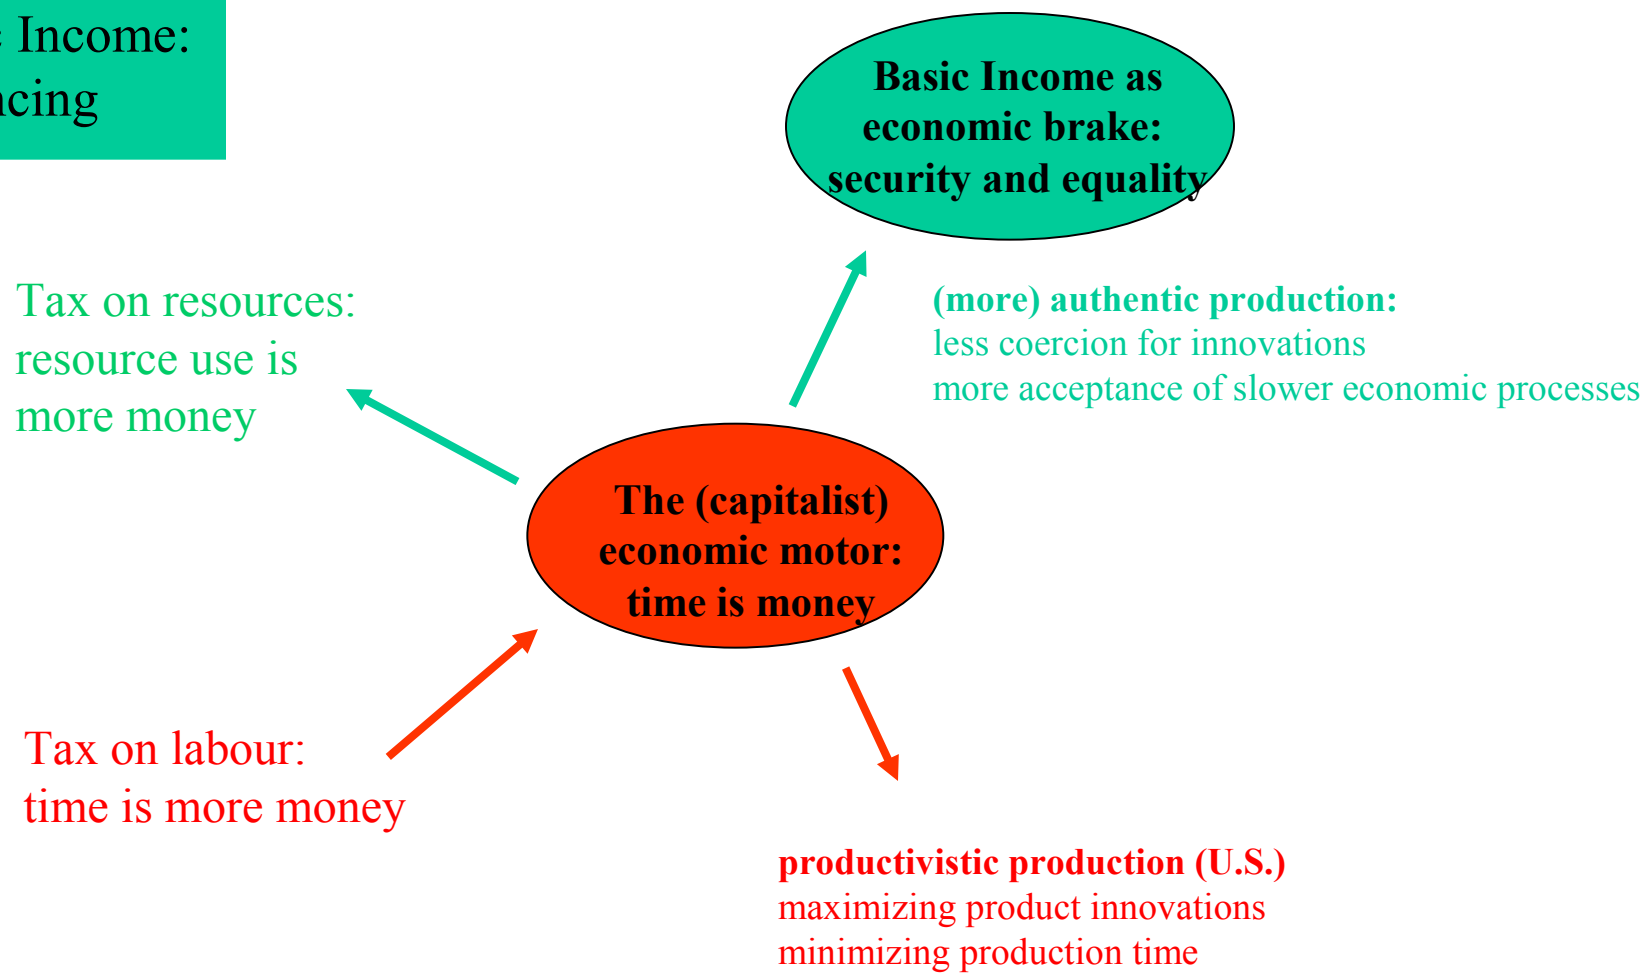 Income:
Basic Income as
economic brake:
security and equality
Tax on resources:
resource use is
more money
(more) authentic production:
less coercion for innovations
more acceptance of slower economic processes
The (capitalist)
economic motor:
time is money
Tax on labour:
time is more money
productivistic production (U.S.)
maximizing product innovations
minimizing production time